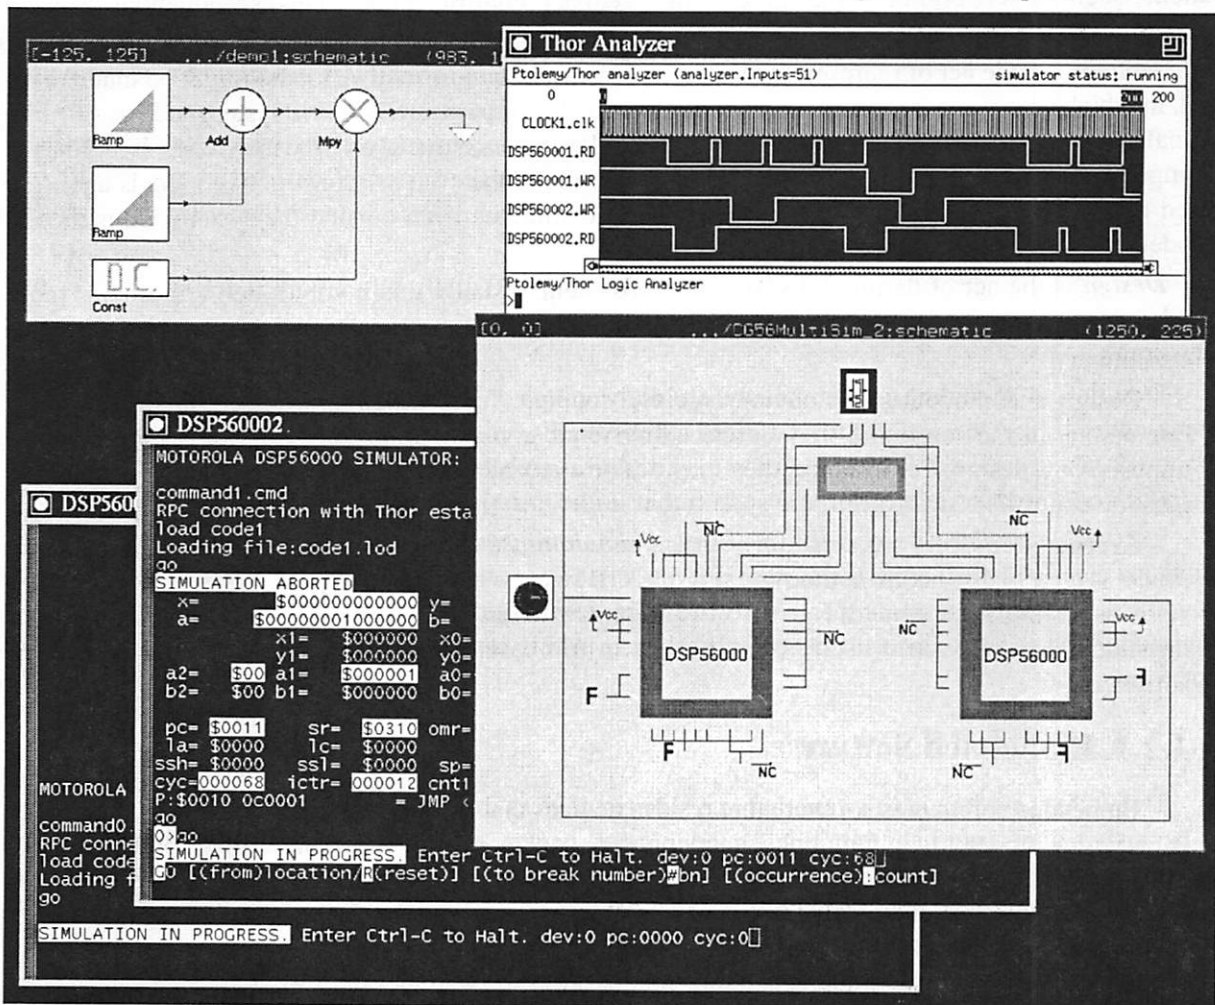 [-125, 125] .../demo1:schematic (983,
Ramp
Add
Mpy
Ramp
D.C.
Const
Thor Analyzer
Ptolemy/Thor analyzer (analyzer.Inputs=51) simulator status: running
0 0 200 200
CLOCK1.clk
DSP560001.RD
DSP560001.WR
DSP560002.WR
DSP560002.RD
Ptolemy/Thor Logic Analyzer
>
[0, 0] .../CG56MultiSim_2:schematic (1250, 225)
NC
NC
Vcc
Vcc
Vcc
Vcc
DSP56000
NC
NC
DSP56000
F
F
F
F
NC
NC
DSP560002
MOTOROLA DSP56000 SIMULATOR:
command1.cmd
RPC connection with Thor esta
load code1
Loading file:code1.lod
go
SIMULATION ABORTED
x= $000000000000 y=
a= $00000001000000 b=
x1= $000000 x0=
y1= $000000 y0=
a2= $00 a1= $000001 a0=
b2= $00 b1= $000000 b0=
pc= $0011 sr= $0310 omr=
la= $0000 lc= $0000
ssh= $0000 ssl= $0000 sp=
cyc=000068 ictr= 000012 cnt1
P:$0010 0c0001 = JMP <
go
0>go
SIMULATION IN PROGRESS. Enter Ctrl-C to Halt. dev:0 pc:0011 cyc:68
GO [(from)location/R(reset)] [(to break number)#bn] [(occurrence):count]
DSP5600
MOTOROLA
command0.
RPC conne
load code
Loading f
go
SIMULATION IN PROGRESS. Enter Ctrl-C to Halt. dev:0 pc:0000 cyc:0